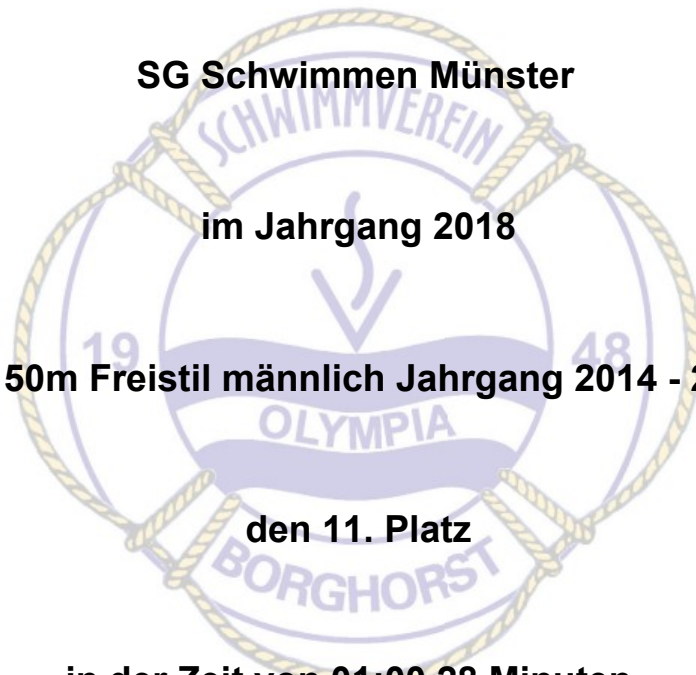 SG Schwimmen Münster
SCHWIMMVEREIN
im Jahrgang 2018
19 48
50m Freistil männlich Jahrgang 2014 -
OLYMPIA
den 11. Platz
BORGHORST
in der Zeit von 01:00,28 Minuten